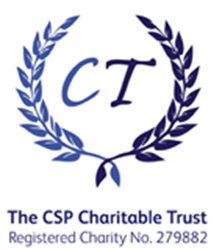 CT
The CSP Charitable Trust
Registered Charity No. 279882